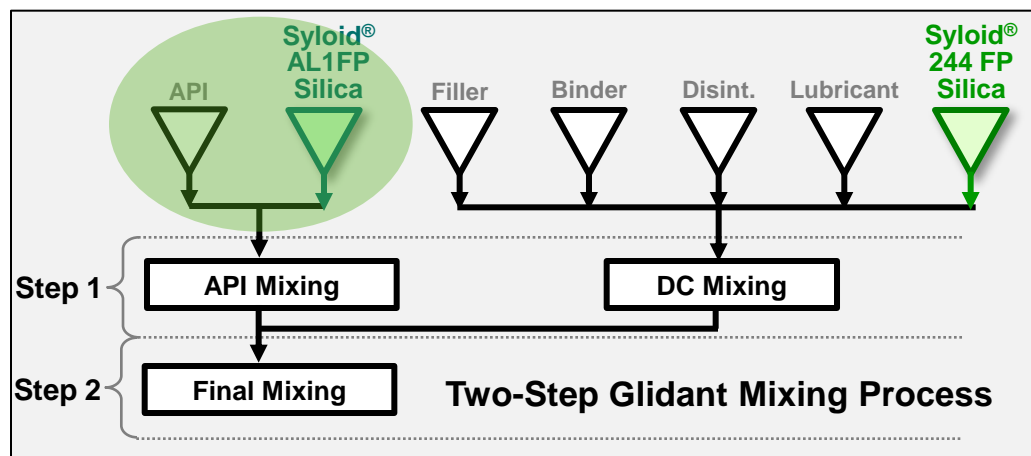 API
Syloid®
AL1FP
Silica
Filler
Binder
Disint.
Lubricant
Syloid®
244 FP
Silica
Step 1
API Mixing
DC Mixing
Step 2
Final Mixing
Two-Step Glidant Mixing Process